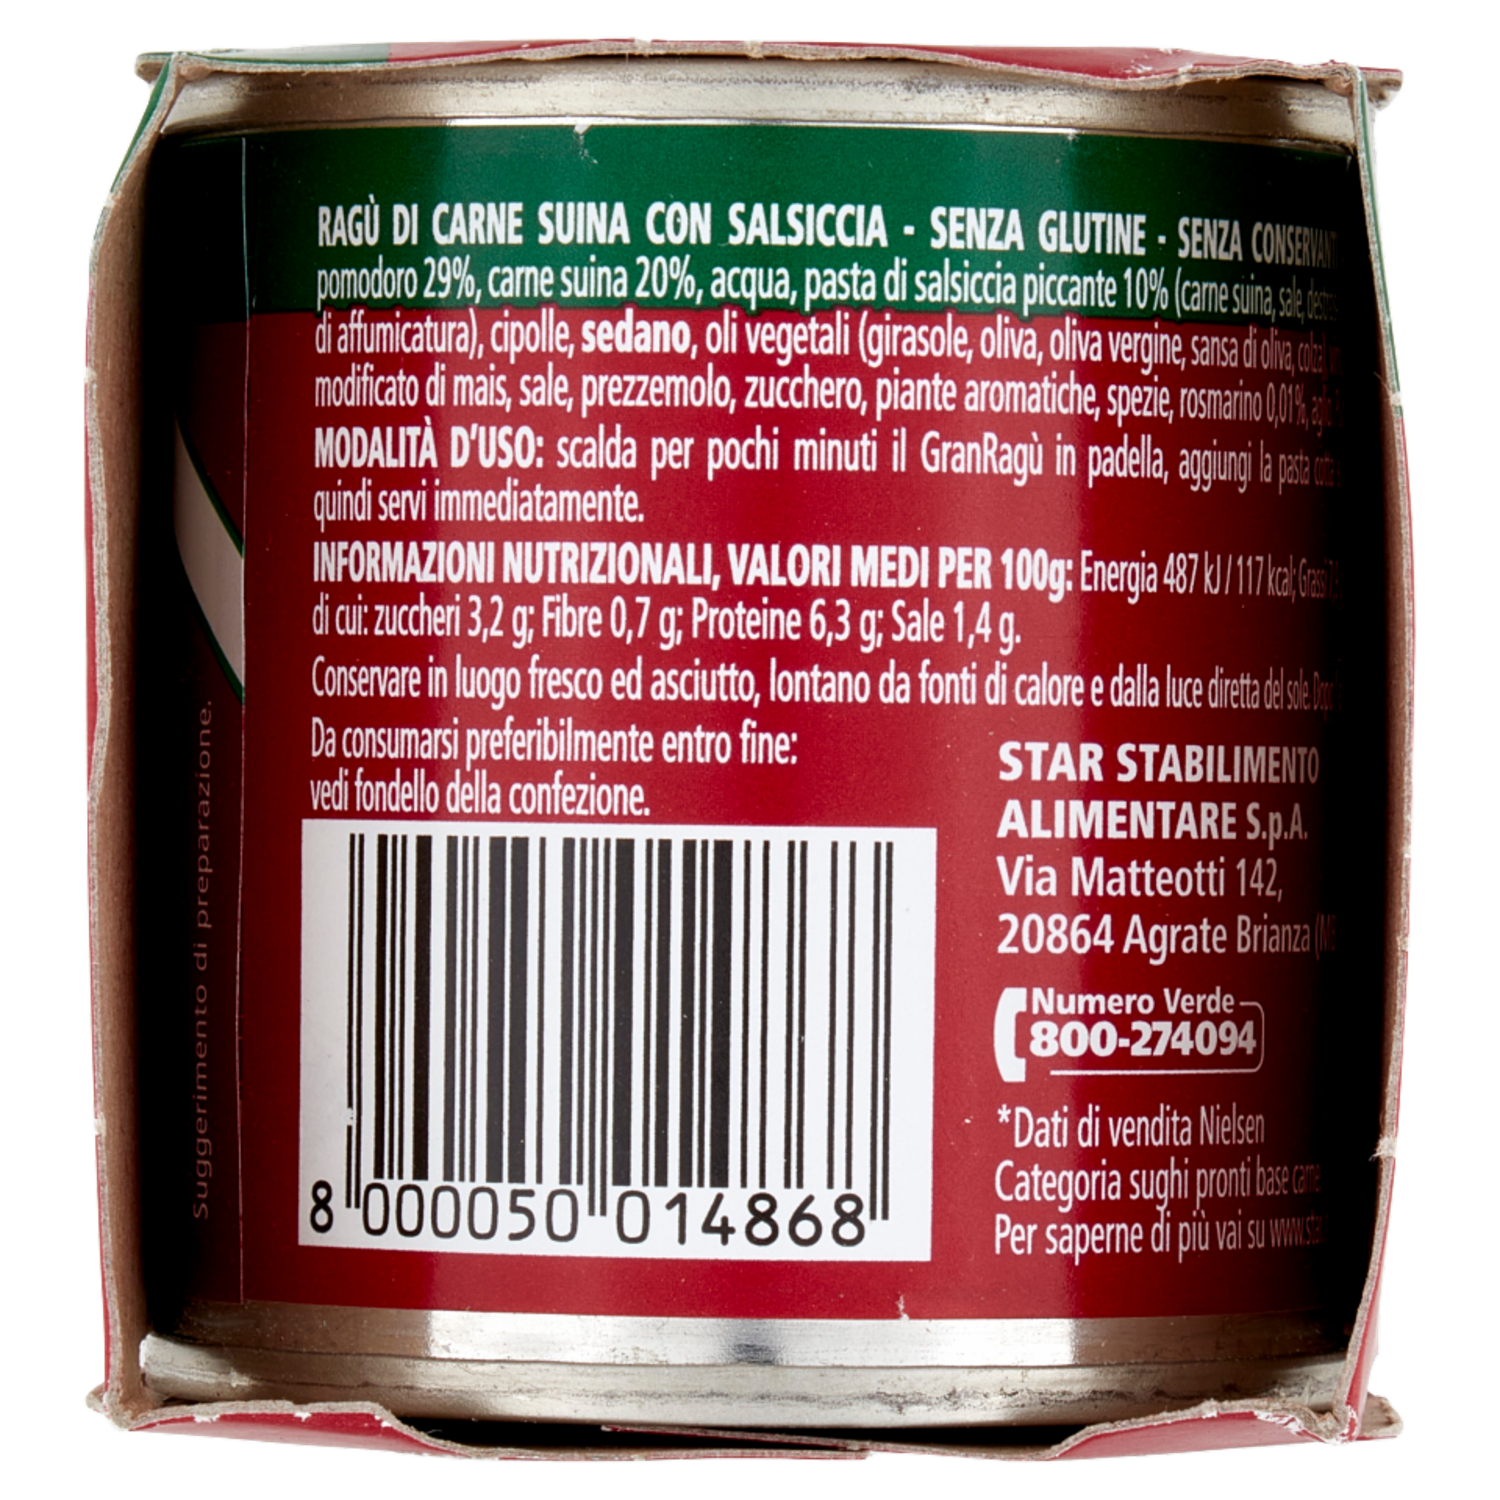 RAGÙ DI CARNE SUINA CON SALSICCIA - SENZA GLUTINE - SENZA
pomodoro 29%, carne suina 20%, acqua, pasta di salsiccia piccante 10% (carne suina, sale,
di affumicatura), cipolle, sedano, oli vegetali (girasole, oliva, oliva vergine, sansa di oliva, colza,
modificato di mais, sale, prezzemolo, zucchero, piante aromatiche, spezie, rosmarino 0,01%,
MODALITÀ D'USO: scalda per pochi minuti il GranRagù in padella, aggiungi la pasta cotta
quindi servi immediatamente.
INFORMAZIONI NUTRIZIONALI, VALORI MEDI PER 100g: Energia 487 kJ / 117 kcal; Grassi
di cui: zuccheri 3,2 g; Fibre 0,7 g; Proteine 6,3 g; Sale 1,4 g.
Conservare in luogo fresco ed asciutto, lontano da fonti di calore e dalla luce diretta del sole.
Da consumarsi preferibilmente entro fine:
vedi fondello della confezione.
STAR STABILIMENTO
ALIMENTARE S.p.A.
Via Matteotti 142,
20864 Agrate Brianza
Numero Verde
800-274094
*Dati di vendita Nielsen
Categoria sughi pronti base carne.
Per saperne di più vai su
8 000050 014868
Suggerimento di preparazione.